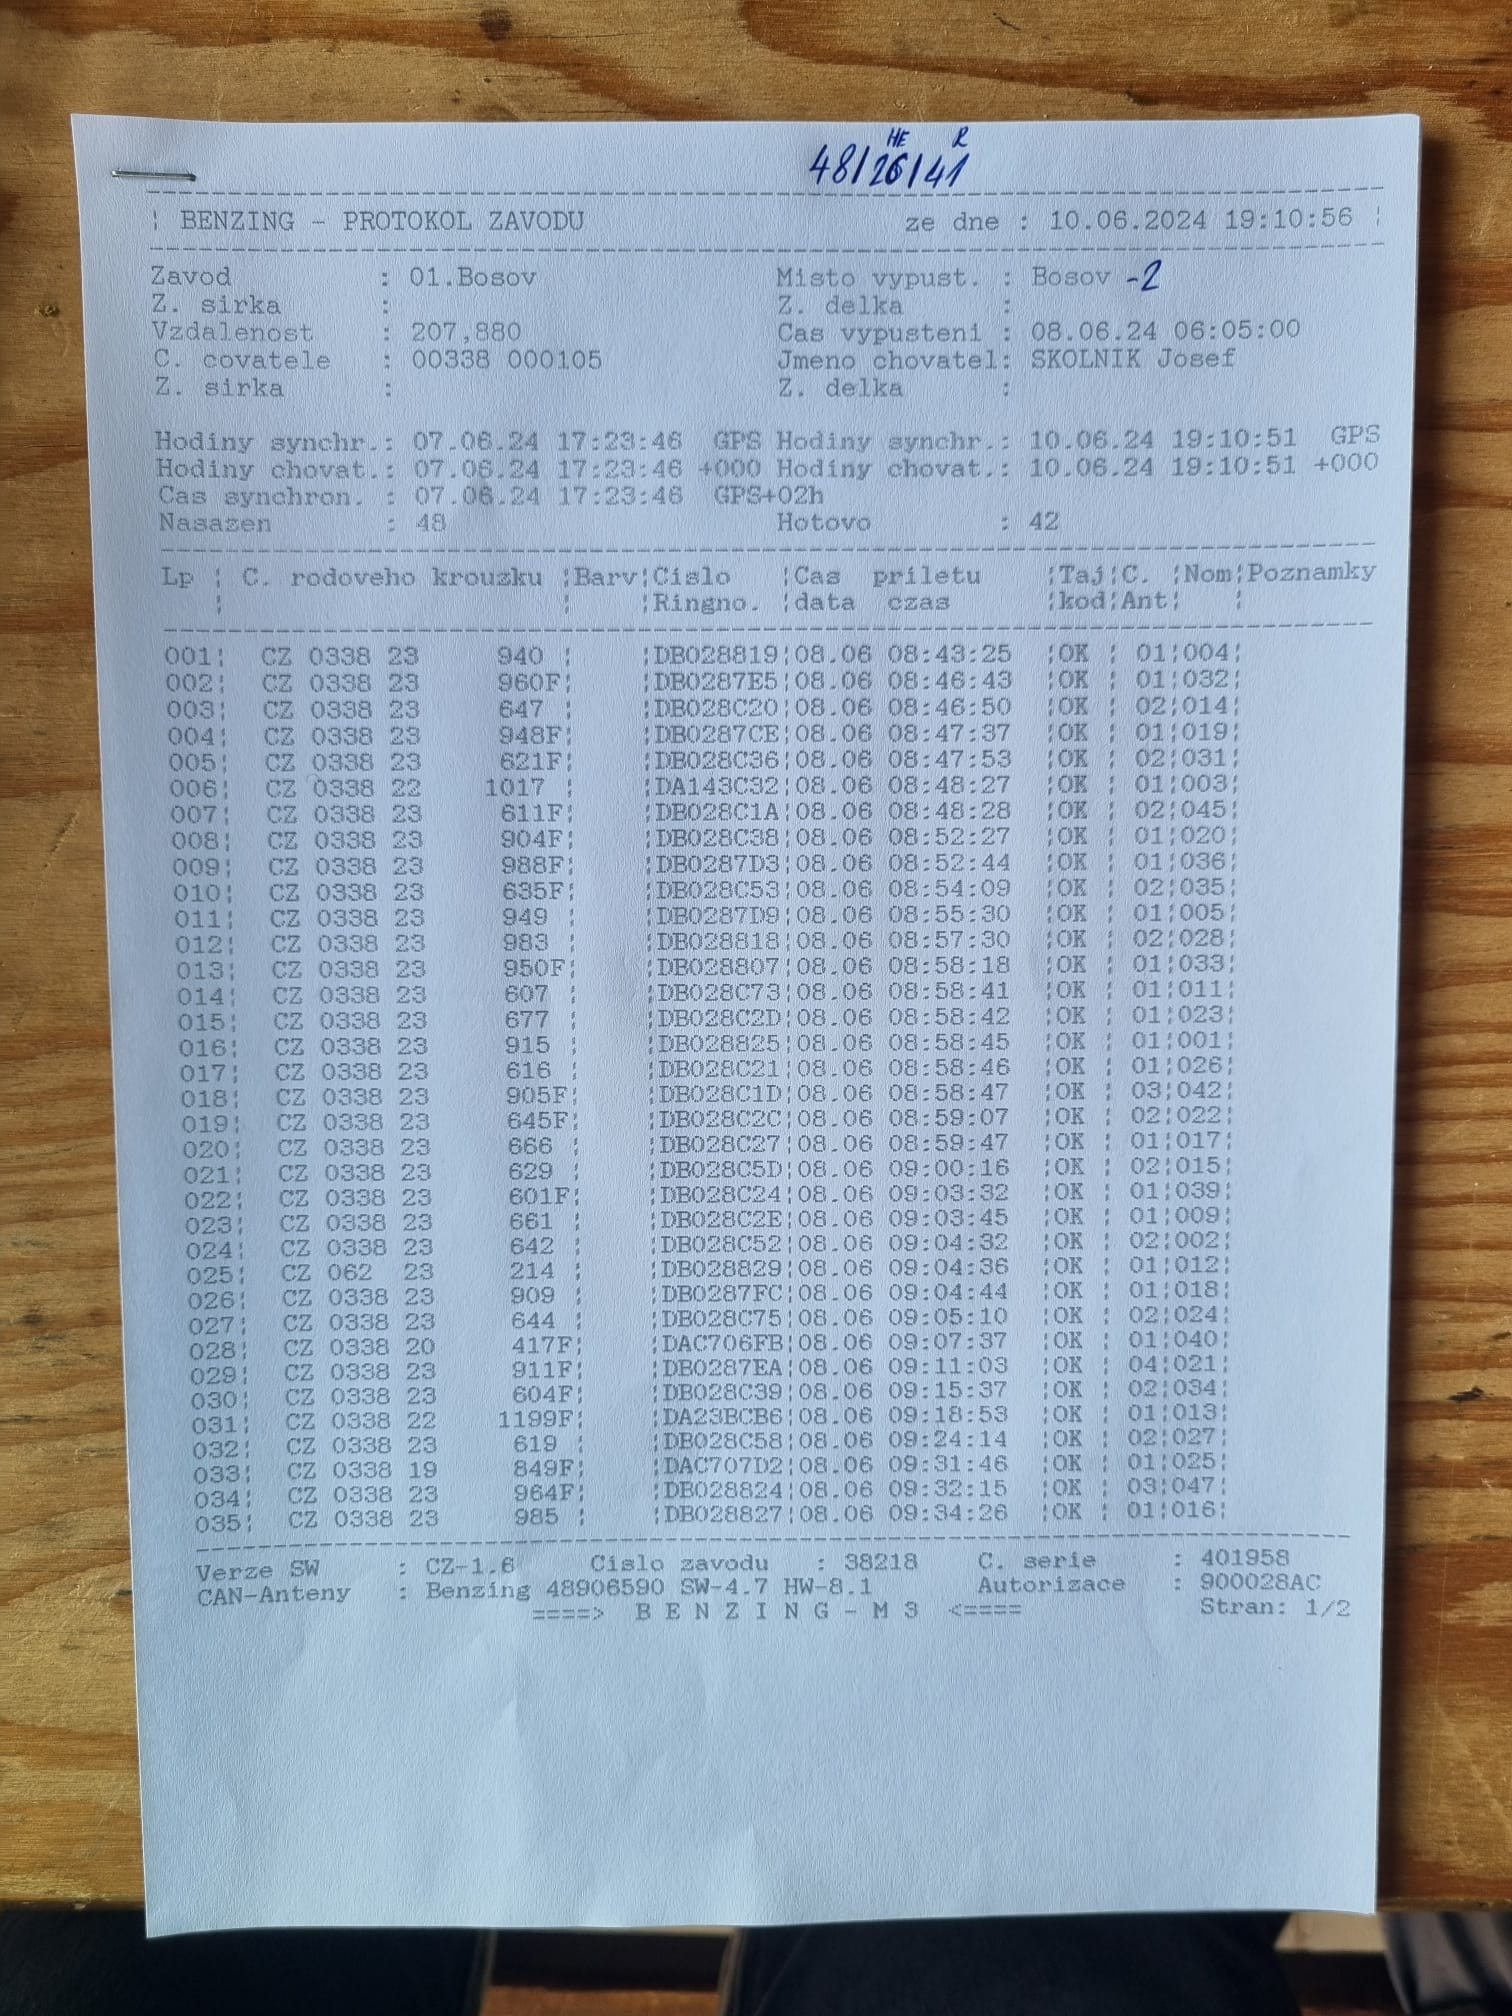 HE R
48/26/41
BENZING - PROTOKOL ZAVODU ze dne : 10.06.2024 19:10:56
Zavod : 01.Bosov Misto vypust. : Bosov -2
Z. sirka : Z. delka :
Vzdalenost : 207,880 Cas vypusteni : 08.06.24 06:05:00
C. covatele : 00338 000105 Jmeno chovatel: SKOLNIK Josef
Z. sirka : Z. delka :
Hodiny synchr.: 07.06.24 17:23:46 GPS Hodiny synchr.: 10.06.24 19:10:51 GPS
Hodiny chovat.: 07.06.24 17:23:46 +000 Hodiny chovat.: 10.06.24 19:10:51 +000
Cas synchron. : 07.06.24 17:23:46 GPS+02h
Nasazen : 48 Hotovo : 42
Lp ¦ C. rodoveho krouzku ¦Barv¦Cislo ¦Cas priletu ¦Taj¦C. ¦Nom¦Poznamky
¦ ¦ ¦Ringno. ¦data czas ¦kod¦Ant¦ ¦
001¦ CZ 0338 23 940 ¦ ¦DB028819¦08.06 08:43:25 ¦OK ¦ 01¦004¦
002¦ CZ 0338 23 960F¦ ¦DB0287E5¦08.06 08:46:43 ¦OK ¦ 01¦032¦
003¦ CZ 0338 23 647 ¦ ¦DB028C20¦08.06 08:46:50 ¦OK ¦ 02¦014¦
004¦ CZ 0338 23 948F¦ ¦DB0287CE¦08.06 08:47:37 ¦OK ¦ 01¦019¦
005¦ CZ 0338 23 621F¦ ¦DB028C36¦08.06 08:47:53 ¦OK ¦ 02¦031¦
006¦ CZ 0338 22 1017 ¦ ¦DA143C32¦08.06 08:48:27 ¦OK ¦ 01¦003¦
007¦ CZ 0338 23 611F¦ ¦DB028C1A¦08.06 08:48:28 ¦OK ¦ 02¦045¦
008¦ CZ 0338 23 904F¦ ¦DB028C38¦08.06 08:52:27 ¦OK ¦ 01¦020¦
009¦ CZ 0338 23 988F¦ ¦DB0287D3¦08.06 08:52:44 ¦OK ¦ 01¦036¦
010¦ CZ 0338 23 635F¦ ¦DB028C53¦08.06 08:54:09 ¦OK ¦ 02¦035¦
011¦ CZ 0338 23 949 ¦ ¦DB0287D9¦08.06 08:55:30 ¦OK ¦ 01¦005¦
012¦ CZ 0338 23 983 ¦ ¦DB028818¦08.06 08:57:30 ¦OK ¦ 02¦028¦
013¦ CZ 0338 23 950F¦ ¦DB028807¦08.06 08:58:18 ¦OK ¦ 01¦033¦
014¦ CZ 0338 23 607 ¦ ¦DB028C73¦08.06 08:58:41 ¦OK ¦ 01¦011¦
015¦ CZ 0338 23 677 ¦ ¦DB028C2D¦08.06 08:58:42 ¦OK ¦ 01¦023¦
016¦ CZ 0338 23 915 ¦ ¦DB028825¦08.06 08:58:45 ¦OK ¦ 01¦001¦
017¦ CZ 0338 23 616 ¦ ¦DB028C21¦08.06 08:58:46 ¦OK ¦ 01¦026¦
018¦ CZ 0338 23 905F¦ ¦DB028C1D¦08.06 08:58:47 ¦OK ¦ 03¦042¦
019¦ CZ 0338 23 645F¦ ¦DB028C2C¦08.06 08:59:07 ¦OK ¦ 02¦022¦
020¦ CZ 0338 23 666 ¦ ¦DB028C27¦08.06 08:59:47 ¦OK ¦ 01¦017¦
021¦ CZ 0338 23 629 ¦ ¦DB028C5D¦08.06 09:00:16 ¦OK ¦ 02¦015¦
022¦ CZ 0338 23 601F¦ ¦DB028C24¦08.06 09:03:32 ¦OK ¦ 01¦039¦
023¦ CZ 0338 23 661 ¦ ¦DB028C2E¦08.06 09:03:45 ¦OK ¦ 01¦009¦
024¦ CZ 0338 23 642 ¦ ¦DB028C52¦08.06 09:04:32 ¦OK ¦ 02¦002¦
025¦ CZ 062 23 214 ¦ ¦DB028829¦08.06 09:04:36 ¦OK ¦ 01¦012¦
026¦ CZ 0338 23 909 ¦ ¦DB0287FC¦08.06 09:04:44 ¦OK ¦ 01¦018¦
027¦ CZ 0338 23 644 ¦ ¦DB028C75¦08.06 09:05:10 ¦OK ¦ 02¦024¦
028¦ CZ 0338 20 417F¦ ¦DAC706FB¦08.06 09:07:37 ¦OK ¦ 01¦040¦
029¦ CZ 0338 23 911F¦ ¦DB0287EA¦08.06 09:11:03 ¦OK ¦ 04¦021¦
030¦ CZ 0338 23 604F¦ ¦DB028C39¦08.06 09:15:37 ¦OK ¦ 02¦034¦
031¦ CZ 0338 22 1199F¦ ¦DA23BCB6¦08.06 09:18:53 ¦OK ¦ 01¦013¦
032¦ CZ 0338 23 619 ¦ ¦DB028C58¦08.06 09:24:14 ¦OK ¦ 02¦027¦
033¦ CZ 0338 19 849F¦ ¦DAC707D2¦08.06 09:31:46 ¦OK ¦ 01¦025¦
034¦ CZ 0338 23 964F¦ ¦DB028824¦08.06 09:32:15 ¦OK ¦ 03¦047¦
035¦ CZ 0338 23 985 ¦ ¦DB028827¦08.06 09:34:26 ¦OK ¦ 01¦016¦
Verze SW : CZ-1.6 Cislo zavodu : 38218 C. serie : 401958
CAN-Anteny : Benzing 48906590 SW-4.7 HW-8.1 Autorizace : 900028AC
====> B E N Z I N G - M 3 <==== Stran: 1/2